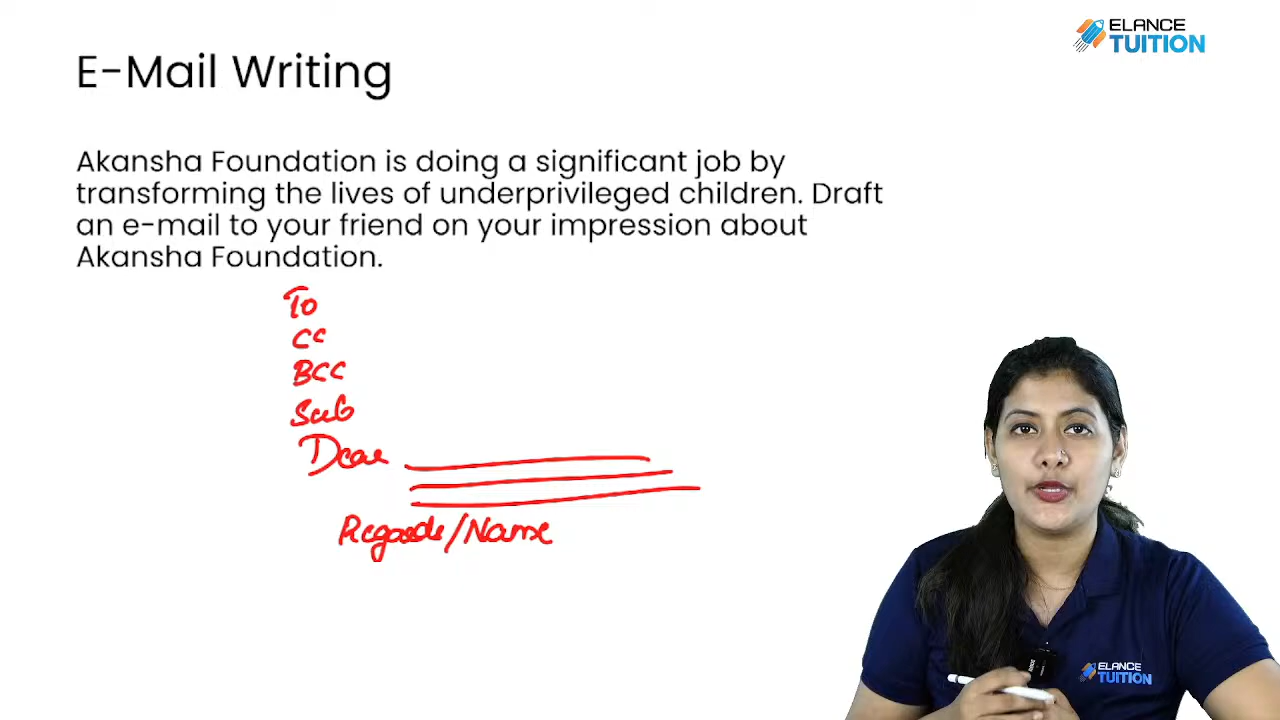 ELANCE
TUITION
E-Mail Writing
Akansha Foundation is doing a significant job by
transforming the lives of underprivileged children. Draft
an e-mail to your friend on your impression about
Akansha Foundation.
To
CC
BCC
Sub
Dear
Regards/Name
ELANCE
TUITION